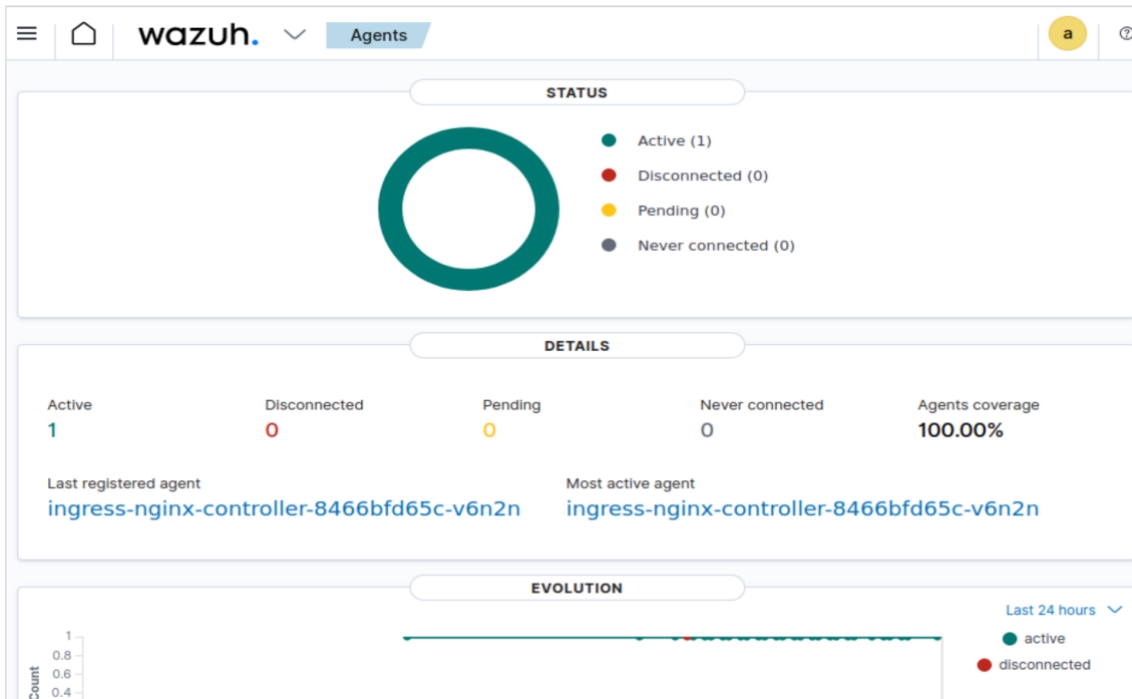 wazuh. Agents a
STATUS
Active (1)
Disconnected (0)
Pending (0)
Never connected (0)
DETAILS
Active Disconnected Pending Never connected Agents coverage
1 0 0 0 100.00%
Last registered agent Most active agent
ingress-nginx-controller-8466bfd65c-v6n2n ingress-nginx-controller-8466bfd65c-v6n2n
EVOLUTION
Last 24 hours
active
disconnected
1
0.8
0.6
0.4
Count